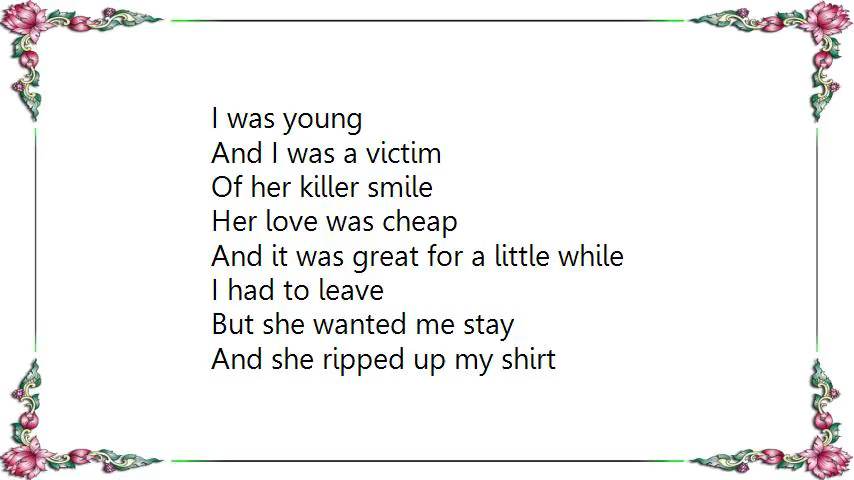 I was young
And I was a victim
Of her killer smile
Her love was cheap
And it was great for a little while
I had to leave
But she wanted me stay
And she ripped up my shirt